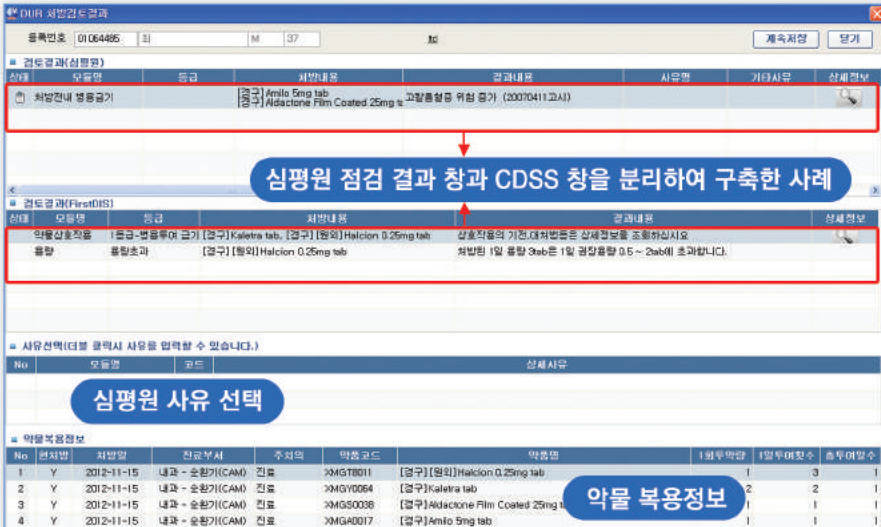 DUR 처방검토결과
등록번호 01064485 최 M 37 계속저장 닫기
검토결과(심평원)
상태 모듈명 등급 처방내용 결과내용 사유명 기타사유 상세정보
처방전내 병용금기 [경구]Amilo 5mg tab 고칼륨혈증 위험 증가 (20070411고시)
[경구]Aldactone Film Coated 25mg ta
심평원 점검 결과 창과 CDSS 창을 분리하여 구축한 사례
검토결과(FirstDIS)
상태 모듈명 등급 처방내용 결과내용 상세정보
약물상호작용 1등급-병용투여 금기 [경구]Kaletra tab, [경구][원외]Halcion 0.25mg tab 상호작용의 기전,대처법등은 상세정보를 조회하십시요
용량 용량초과 [경구][원외]Halcion 0.25mg tab 처방된 1일 용량 3tab은 1일 권장용량 0.5 ~ 2tab에 초과합니다.
사유선택(더블 클릭시 사유를 입력할 수 있습니다.)
No 모듈명 코드 상세사유
심평원 사유 선택
약물복용정보
No 현처방 처방일 진료부서 주치의 약품코드 약품명 1회투약량 1일투여횟수 총투여일수
1 Y 2012-11-15 내과 - 순환기(CAM) 진료 XMGT8011 [경구][원외]Halcion 0.25mg tab 1 3 1
2 Y 2012-11-15 내과 - 순환기(CAM) 진료 XMGY0064 [경구]Kaletra tab 2 2 1
3 Y 2012-11-15 내과 - 순환기(CAM) 진료 XMGS0038 [경구]Aldactone Film Coated 25mg t 1 1 1
4 Y 2012-11-15 내과 - 순환기(CAM) 진료 XMGA0017 [경구]Amilo 5mg tab 1 1 1
약물 복용정보